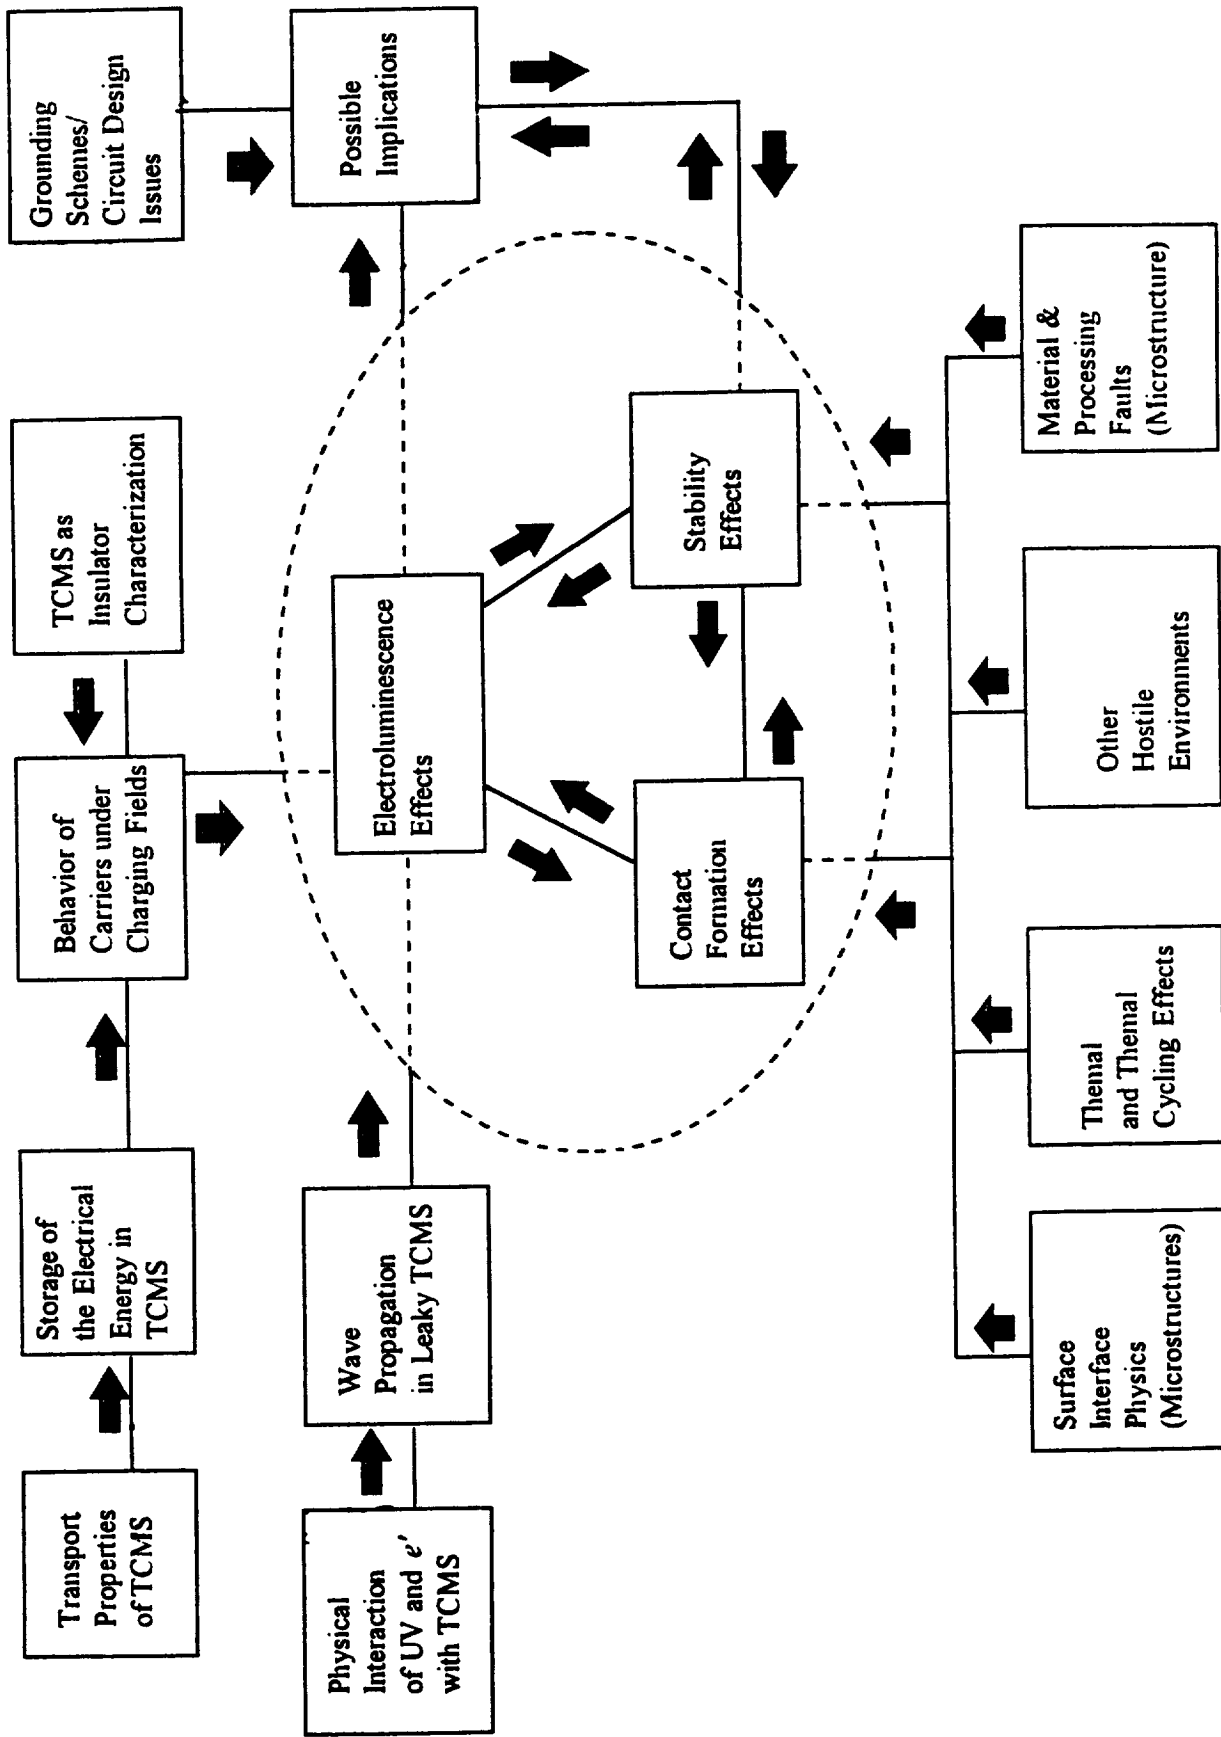 Transport
Properties
of TCMS
Storage of
the Electrical
Energy in
TCMS
Behavior of
Carriers under
Charging Fields
TCMS as
Insulator
Characterization
Grounding
Schemes/
Circuit Design
Issues
Physical
Interaction
of UV and e'
with TCMS
Wave
Propagation
in Leaky TCMS
Electroluminescence
Effects
Possible
Implications
Contact
Formation
Effects
Stability
Effects
Surface
Interface
Physics
(Microstructures)
Themal
and Themal
Cycling Effects
Other
Hostile
Environments
Material &
Processing
Faults
(Microstructure)